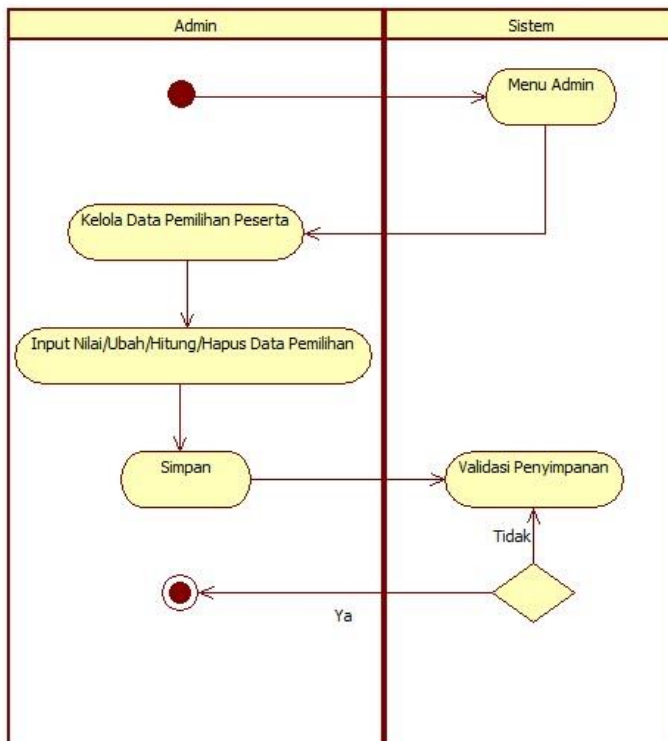 Admin
Sistem
Menu Admin
Kelola Data Pemilihan Peserta
Input Nilai/Ubah/Hitung/Hapus Data Pemilihan
Simpan
Validasi Penyimpanan
Tidak
Ya